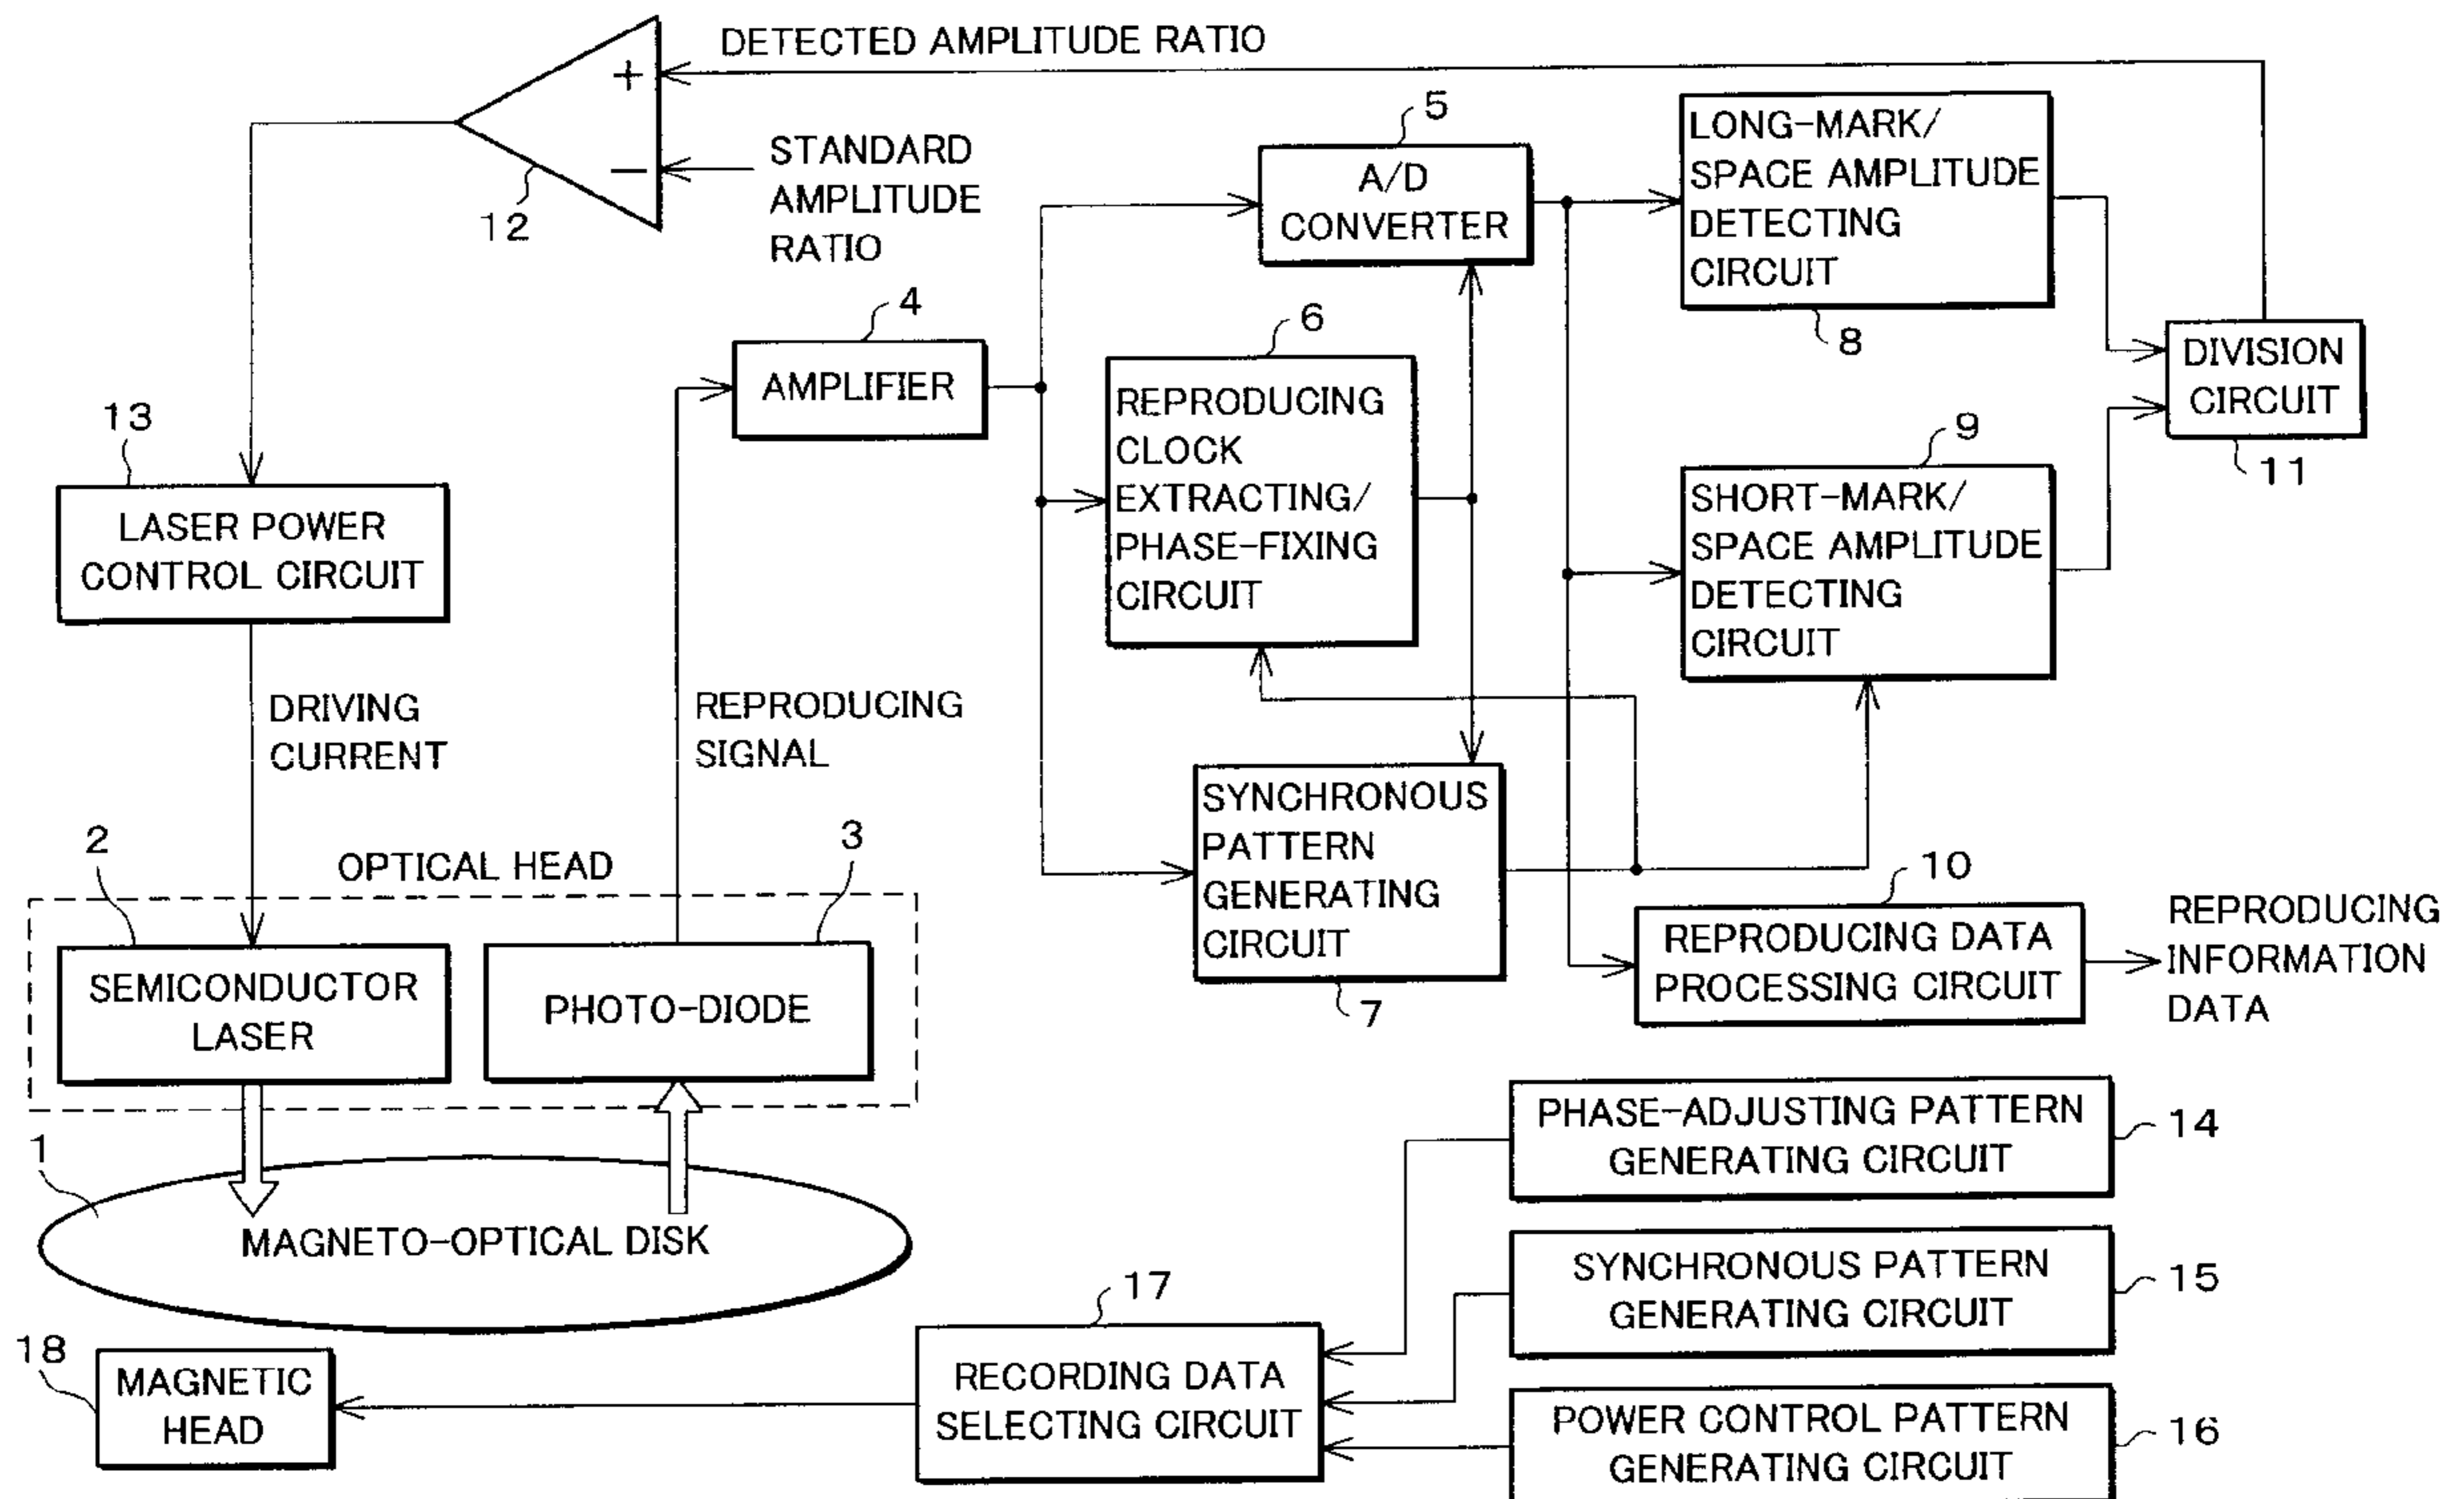 DETECTED AMPLITUDE RATIO
+
−
STANDARD
AMPLITUDE
RATIO
12
5
A/D
CONVERTER
LONG-MARK/
SPACE AMPLITUDE
DETECTING
CIRCUIT
8
4
AMPLIFIER
6
REPRODUCING
CLOCK
EXTRACTING/
PHASE-FIXING
CIRCUIT
DIVISION
CIRCUIT
11
13
LASER POWER
CONTROL CIRCUIT
9
SHORT-MARK/
SPACE AMPLITUDE
DETECTING
CIRCUIT
DRIVING
CURRENT
REPRODUCING
SIGNAL
SYNCHRONOUS
PATTERN
GENERATING
CIRCUIT
7
2
OPTICAL HEAD
3
SEMICONDUCTOR
LASER
PHOTO-DIODE
10
REPRODUCING DATA
PROCESSING CIRCUIT
REPRODUCING
INFORMATION
DATA
1
MAGNETO-OPTICAL DISK
PHASE-ADJUSTING PATTERN
GENERATING CIRCUIT
14
SYNCHRONOUS PATTERN
GENERATING CIRCUIT
15
17
RECORDING DATA
SELECTING CIRCUIT
18
MAGNETIC
HEAD
POWER CONTROL PATTERN
GENERATING CIRCUIT
16